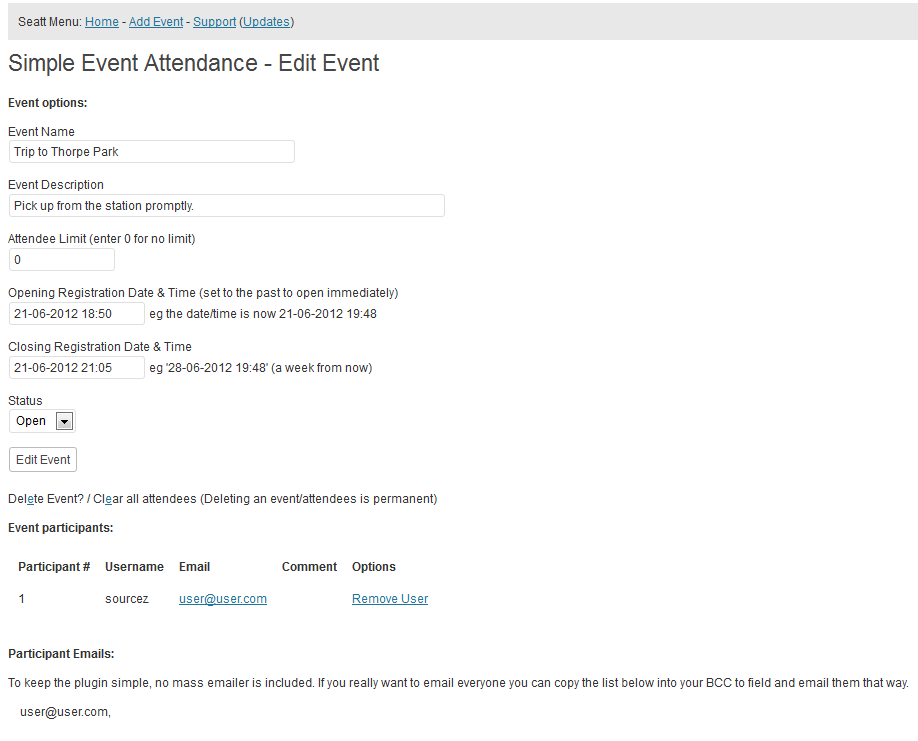 Seatt Menu: Home - Add Event - Support (Updates)
Simple Event Attendance - Edit Event
Event options:
Event Name
Trip to Thorpe Park
Event Description
Pick up from the station promptly.
Attendee Limit (enter 0 for no limit)
0
Opening Registration Date & Time (set to the past to open immediately)
21-06-2012 18:50 eg the date/time is now 21-06-2012 19:48
Closing Registration Date & Time
21-06-2012 21:05 eg '28-06-2012 19:48' (a week from now)
Status
Open
Edit Event
Delete Event? / Clear all attendees (Deleting an event/attendees is permanent)
Event participants:
Participant # Username Email Comment Options
1 sourcez user@user.com Remove User
Participant Emails:
To keep the plugin simple, no mass emailer is included. If you really want to email everyone you can copy the list below into your BCC to field and email them that way.
user@user.com,